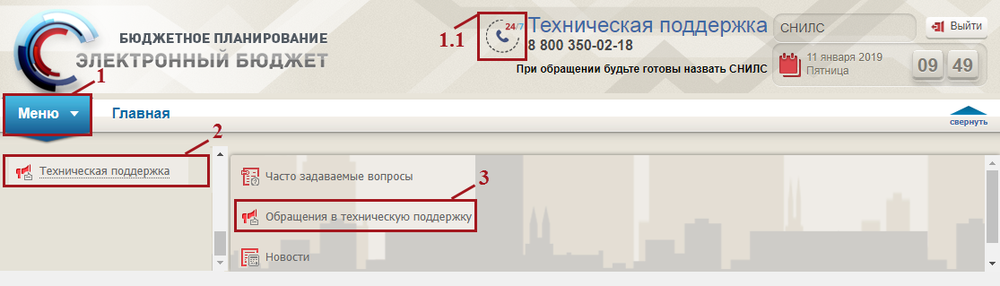 1.1
24/7
Техническая поддержка
8 800 350-02-18
При обращении будьте готовы назвать СНИЛС
СНИЛС
Выйти
11 января 2019
Пятница
09 49
БЮДЖЕТНОЕ ПЛАНИРОВАНИЕ
ЭЛЕКТРОННЫЙ БЮДЖЕТ
1
Меню
Главная
свернуть
2
Техническая поддержка
Часто задаваемые вопросы
3
Обращения в техническую поддержку
Новости